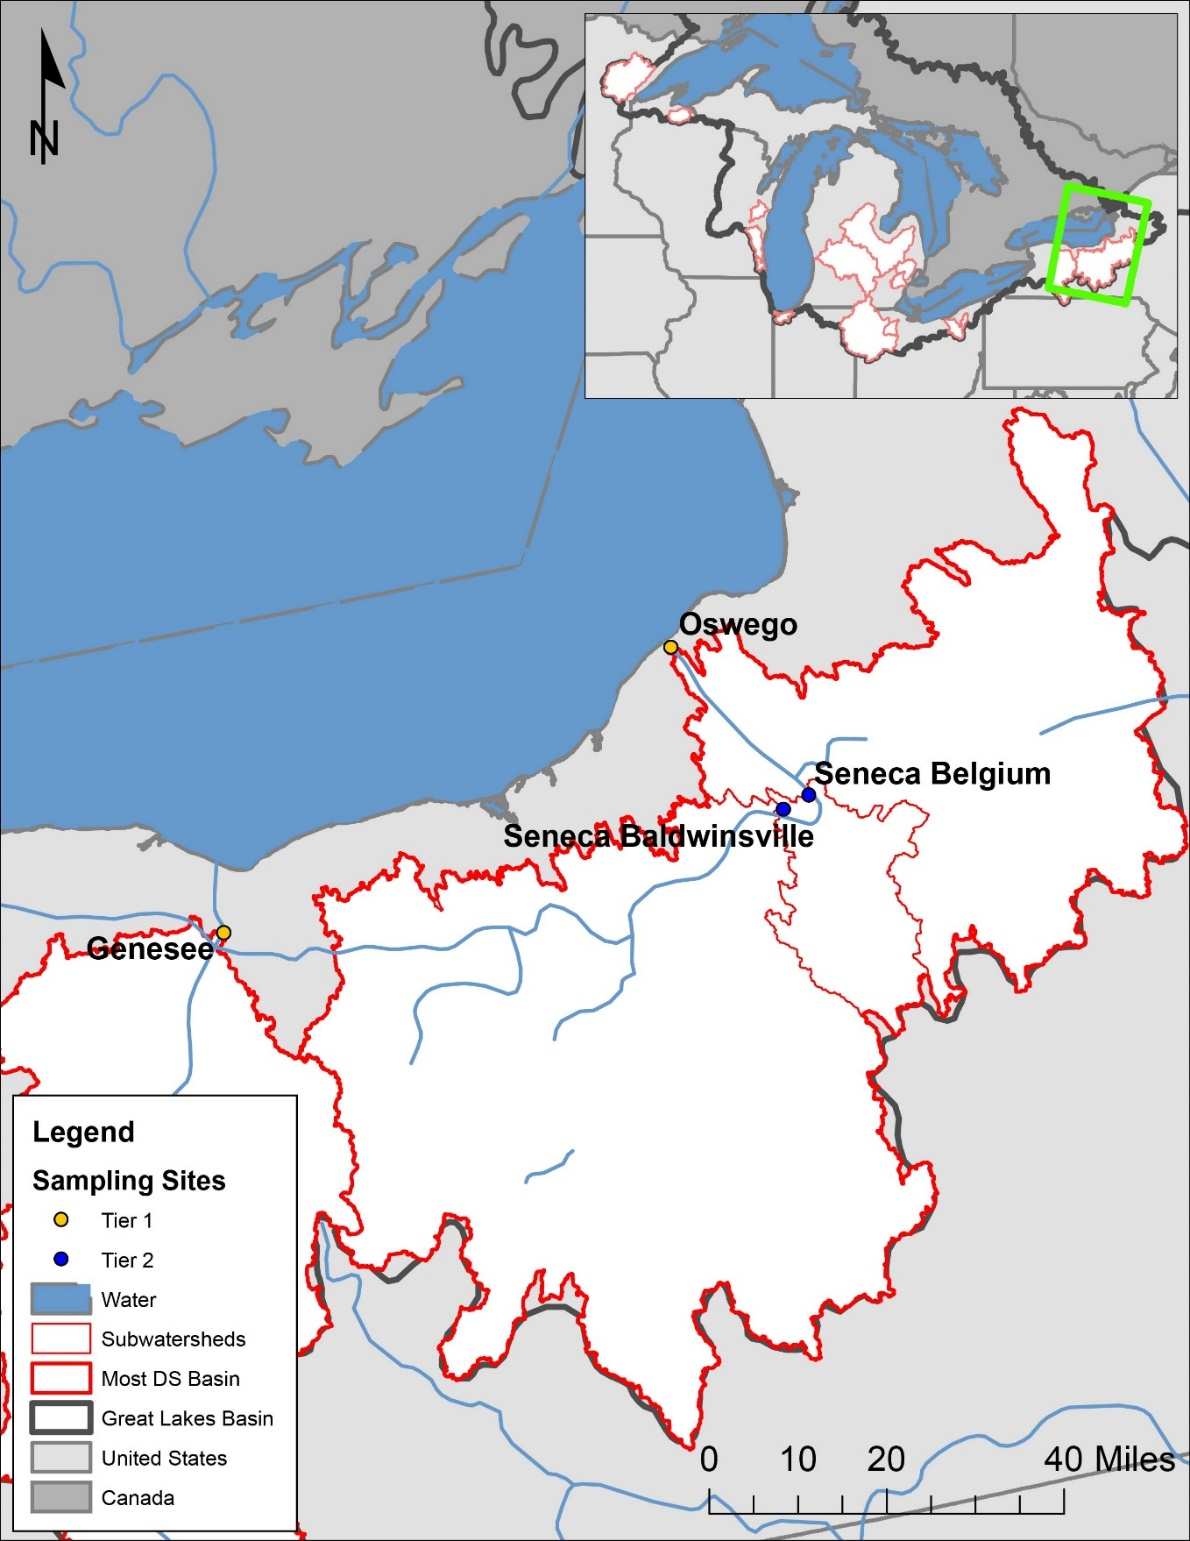 N
Oswego
Seneca Belgium
Seneca Baldwinsville
Genesee
Legend
Sampling Sites
Tier 1
Tier 2
Water
Subwatersheds
Most DS Basin
Great Lakes Basin
United States
Canada
0 10 20 40 Miles